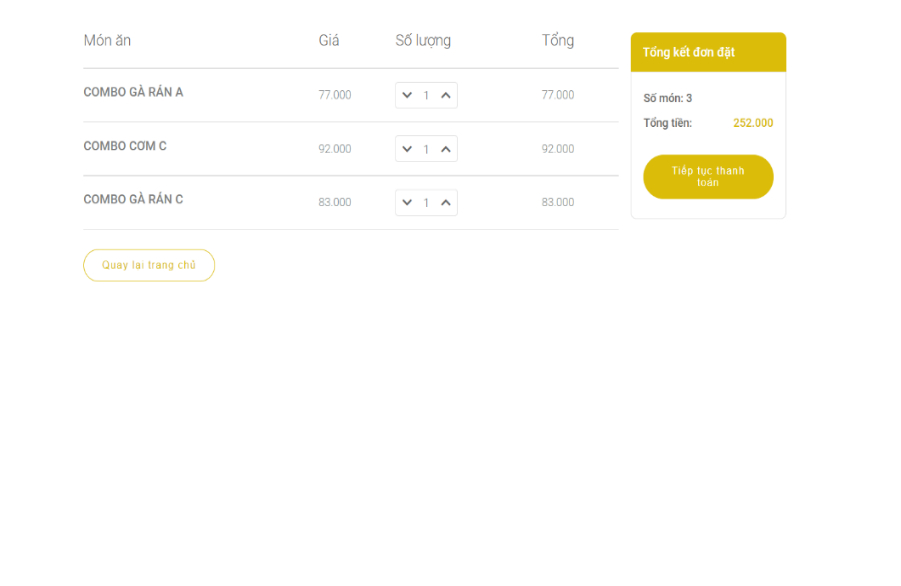 Món ăn Giá Số lượng Tổng
COMBO GÀ RÁN A 77.000 1 77.000
COMBO CƠM C 92.000 1 92.000
COMBO GÀ RÁN C 83.000 1 83.000
Quay lại trang chủ
Tổng kết đơn đặt
Số món: 3
Tổng tiền: 252.000
Tiếp tục thanh
toán